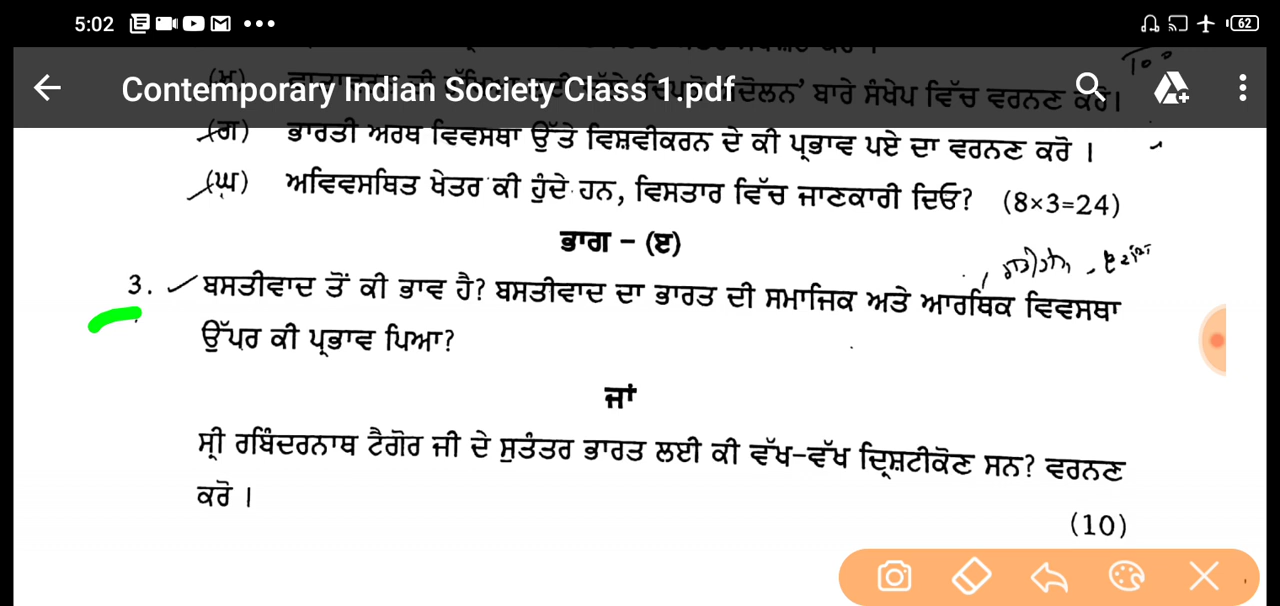 5:02
62
Contemporary Indian Society Class 1.pdf
ਬਾਰੇ ਸੰਖੇਪ ਵਿੱਚ ਵਰਨਣ ਕਰੋ।
(ਗ) ਭਾਰਤੀ ਅਰਥ ਵਿਵਸਥਾ ਉੱਤੇ ਵਿਸ਼ਵੀਕਰਨ ਦੇ ਕੀ ਪ੍ਰਭਾਵ ਪਏ ਦਾ ਵਰਨਣ ਕਰੋ ।
(ਘ) ਅਵਿਵਸਥਿਤ ਖੇਤਰ ਕੀ ਹੁੰਦੇ ਹਨ, ਵਿਸਤਾਰ ਵਿੱਚ ਜਾਣਕਾਰੀ ਦਿਓ? (8×3=24)
ਭਾਗ – (ੲ)
3. ਬਸਤੀਵਾਦ ਤੋਂ ਕੀ ਭਾਵ ਹੈ? ਬਸਤੀਵਾਦ ਦਾ ਭਾਰਤ ਦੀ ਸਮਾਜਿਕ ਅਤੇ ਆਰਥਿਕ ਵਿਵਸਥਾ
ਉੱਪਰ ਕੀ ਪ੍ਰਭਾਵ ਪਿਆ?
ਜਾਂ
ਸ੍ਰੀ ਰਬਿੰਦਰਨਾਥ ਟੈਗੋਰ ਜੀ ਦੇ ਸੁਤੰਤਰ ਭਾਰਤ ਲਈ ਕੀ ਵੱਖ-ਵੱਖ ਦ੍ਰਿਸ਼ਟੀਕੋਣ ਸਨ? ਵਰਨਣ
ਕਰੋ ।
(10)